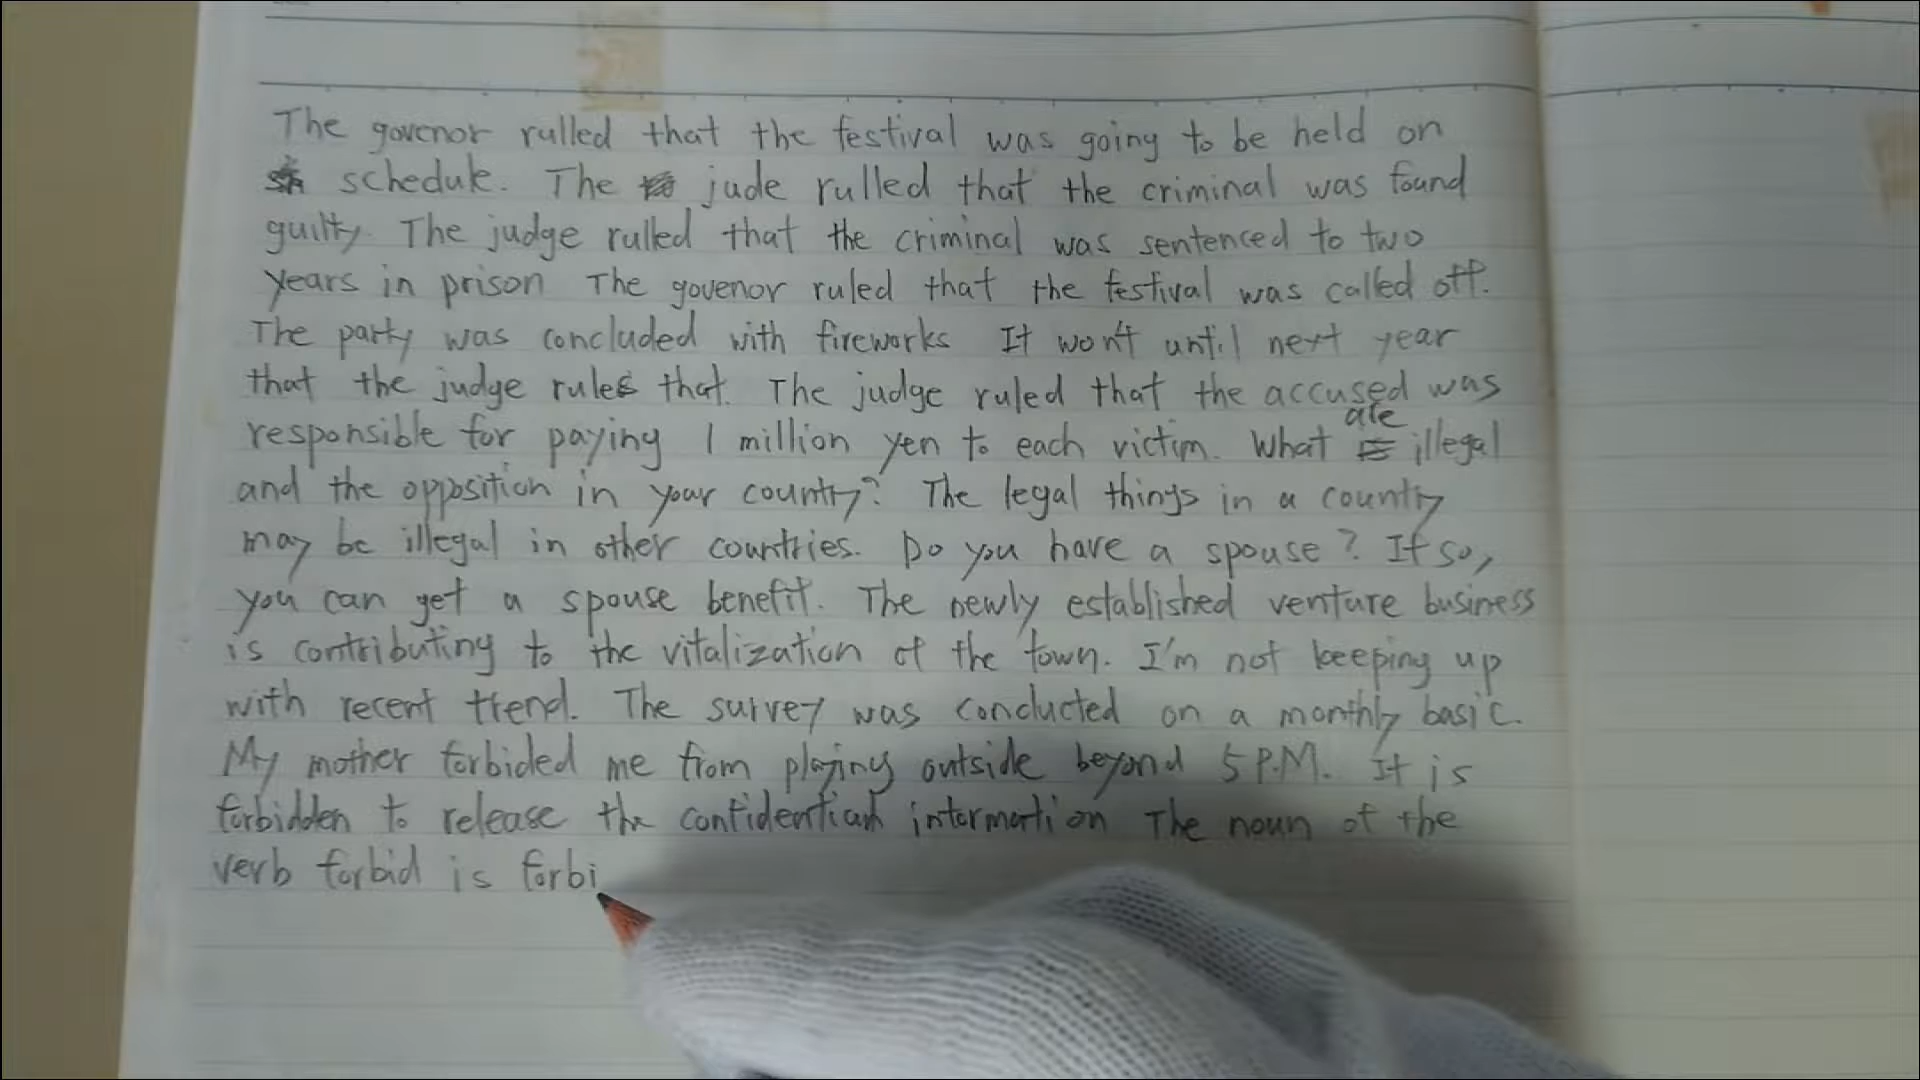 The govenor rulled that the festival was going to be held on
schedule. The jude rulled that the criminal was found
guilty. The judge rulled that the criminal was sentenced to two
years in prison The govenor ruled that the festival was called off.
The party was concluded with fireworks It won't until next year
that the judge rules that. The judge ruled that the accused was
responsible for paying 1 million yen to each victim. What are illegal
and the opposition in your country? The legal things in a country
may be illegal in other countries. Do you have a spouse? If so,
you can get a spouse benefit. The newly established venture business
is contributing to the vitalization of the town. I'm not keeping up
with recent trend. The survey was conducted on a monthly basic.
My mother forbided me from playing outside beyond 5 P.M. It is
forbidden to release the information The noun of the
verb forbid is forbi